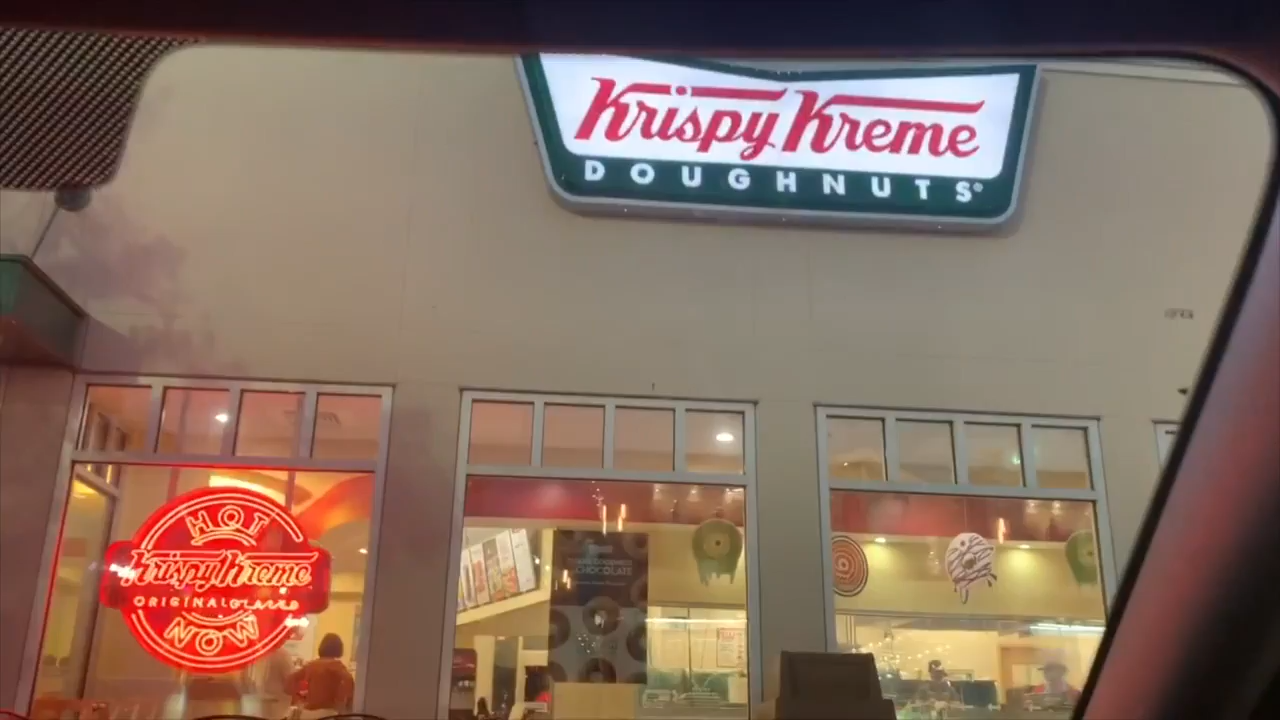 Krispy Kreme
DOUGHNUTS®
HOT
Krispy Kreme
ORIGINAL GLAZED
NOW
CHOCOLATE